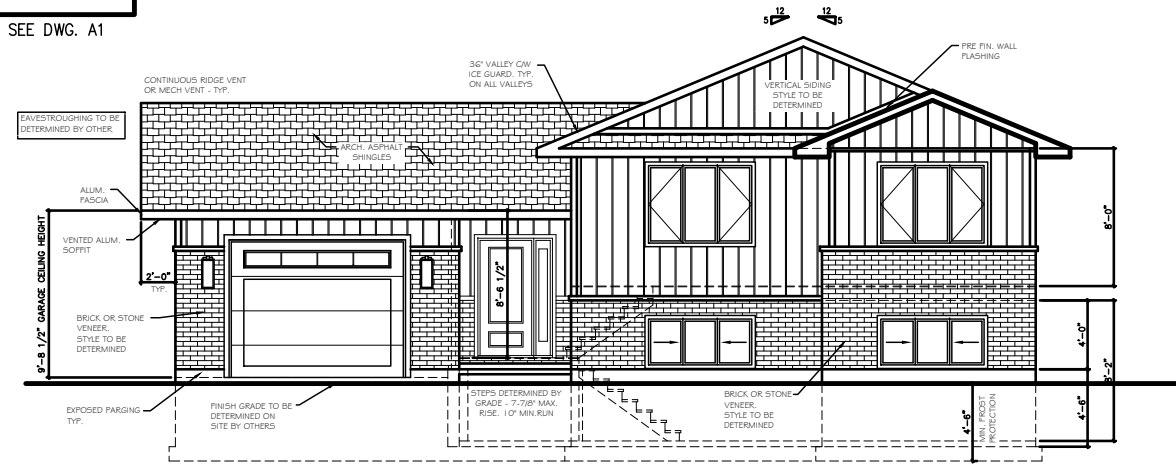 SEE DWG. A1
12
12
5
5
CONTINUOUS RIDGE VENT
OR MECH VENT - TYP.
36" VALLEY C/W
ICE GUARD. TYP.
ON ALL VALLEYS
PRE FIN. WALL
FLASHING
VERTICAL SIDING
STYLE TO BE
DETERMINED
EAVESTROUGHING TO BE
DETERMINED BY OTHER
ARCH. ASPHALT
SHINGLES
ALUM.
FASCIA
VENTED ALUM.
SOFFIT
9'-8 1/2" GARAGE CEILING HEIGHT
2'-0"
TYP.
8'-6 1/2"
8'-0"
BRICK OR STONE
VENEER.
STYLE TO BE
DETERMINED
4'-0"
8'-2"
EXPOSED PARGING
TYP.
FINISH GRADE TO BE
DETERMINED ON
SITE BY OTHERS
STEPS DETERMINED BY
GRADE - 7-7/8" MAX.
RISE. 10" MIN.RUN
BRICK OR STONE
VENEER.
STYLE TO BE
DETERMINED
4'-6"
MIN. FROST
PROTECTION
4'-6"